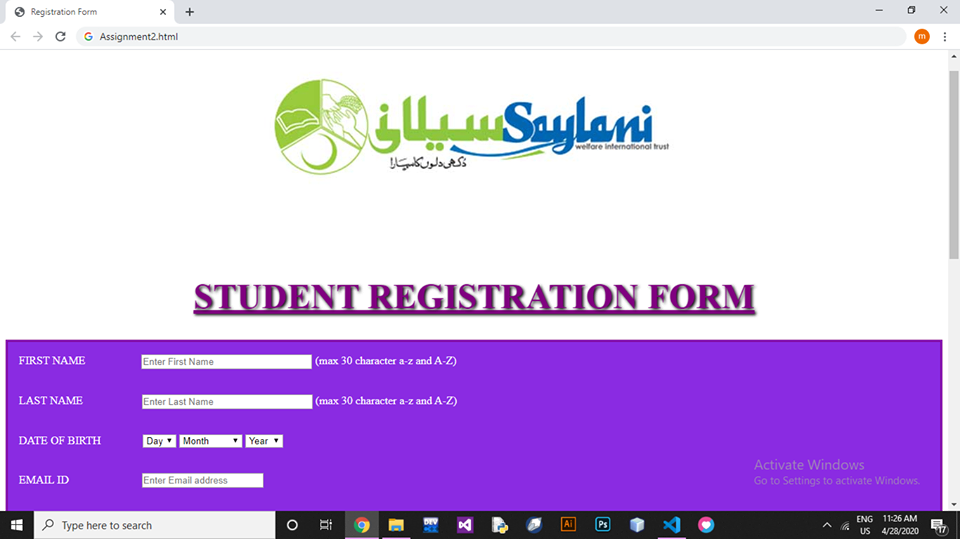 Registration Form
Assignment2.html
m
سیلانی Saylani
welfare international trust
دُکھی دلوں کا سہارا
STUDENT REGISTRATION FORM
FIRST NAME Enter First Name (max 30 character a-z and A-Z)
LAST NAME Enter Last Name (max 30 character a-z and A-Z)
DATE OF BIRTH Day Month Year
EMAIL ID Enter Email address
Activate Windows
Go to Settings to activate Windows.
Type here to search
DEV
Ai
Ps
ENG
US
11:26 AM
4/28/2020
17